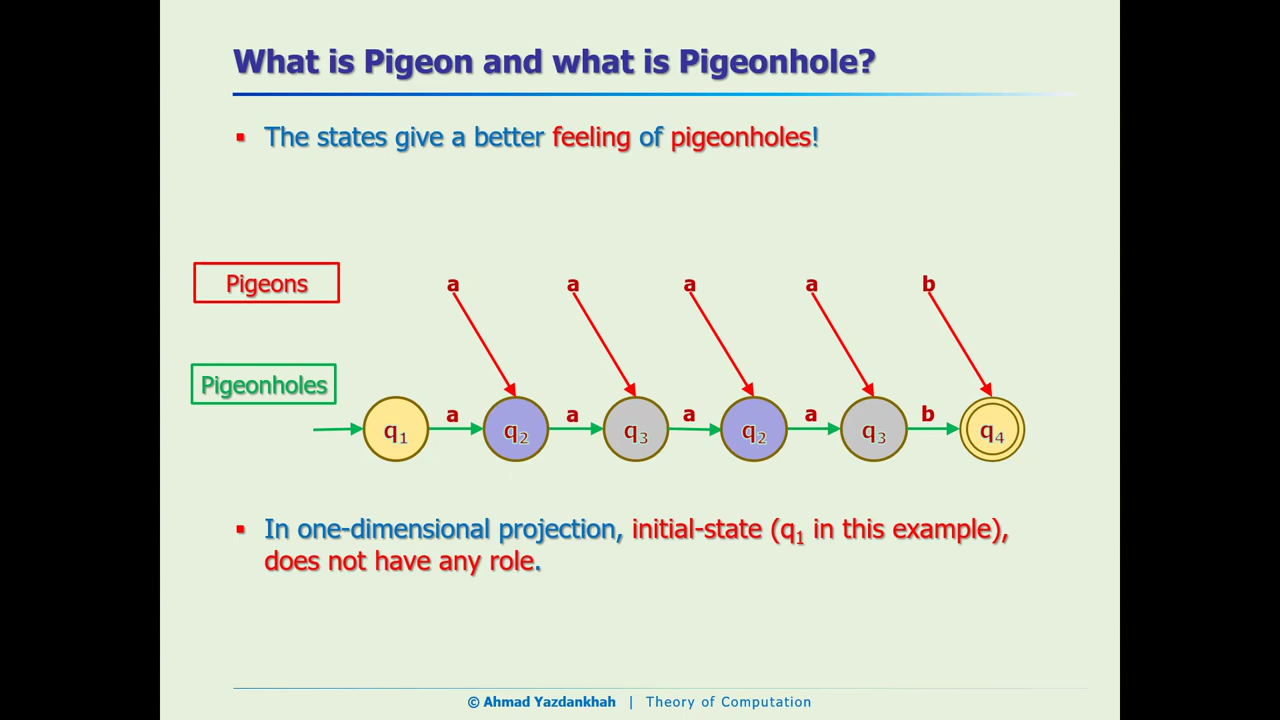 What is Pigeon and what is Pigeonhole?
▪ The states give a better feeling of pigeonholes!
Pigeons a a a a b
Pigeonholes
a a a a b
q1 q2 q3 q2 q3 q4
▪ In one-dimensional projection, initial-state (q1 in this example),
does not have any role.
© Ahmad Yazdankhah | Theory of Computation